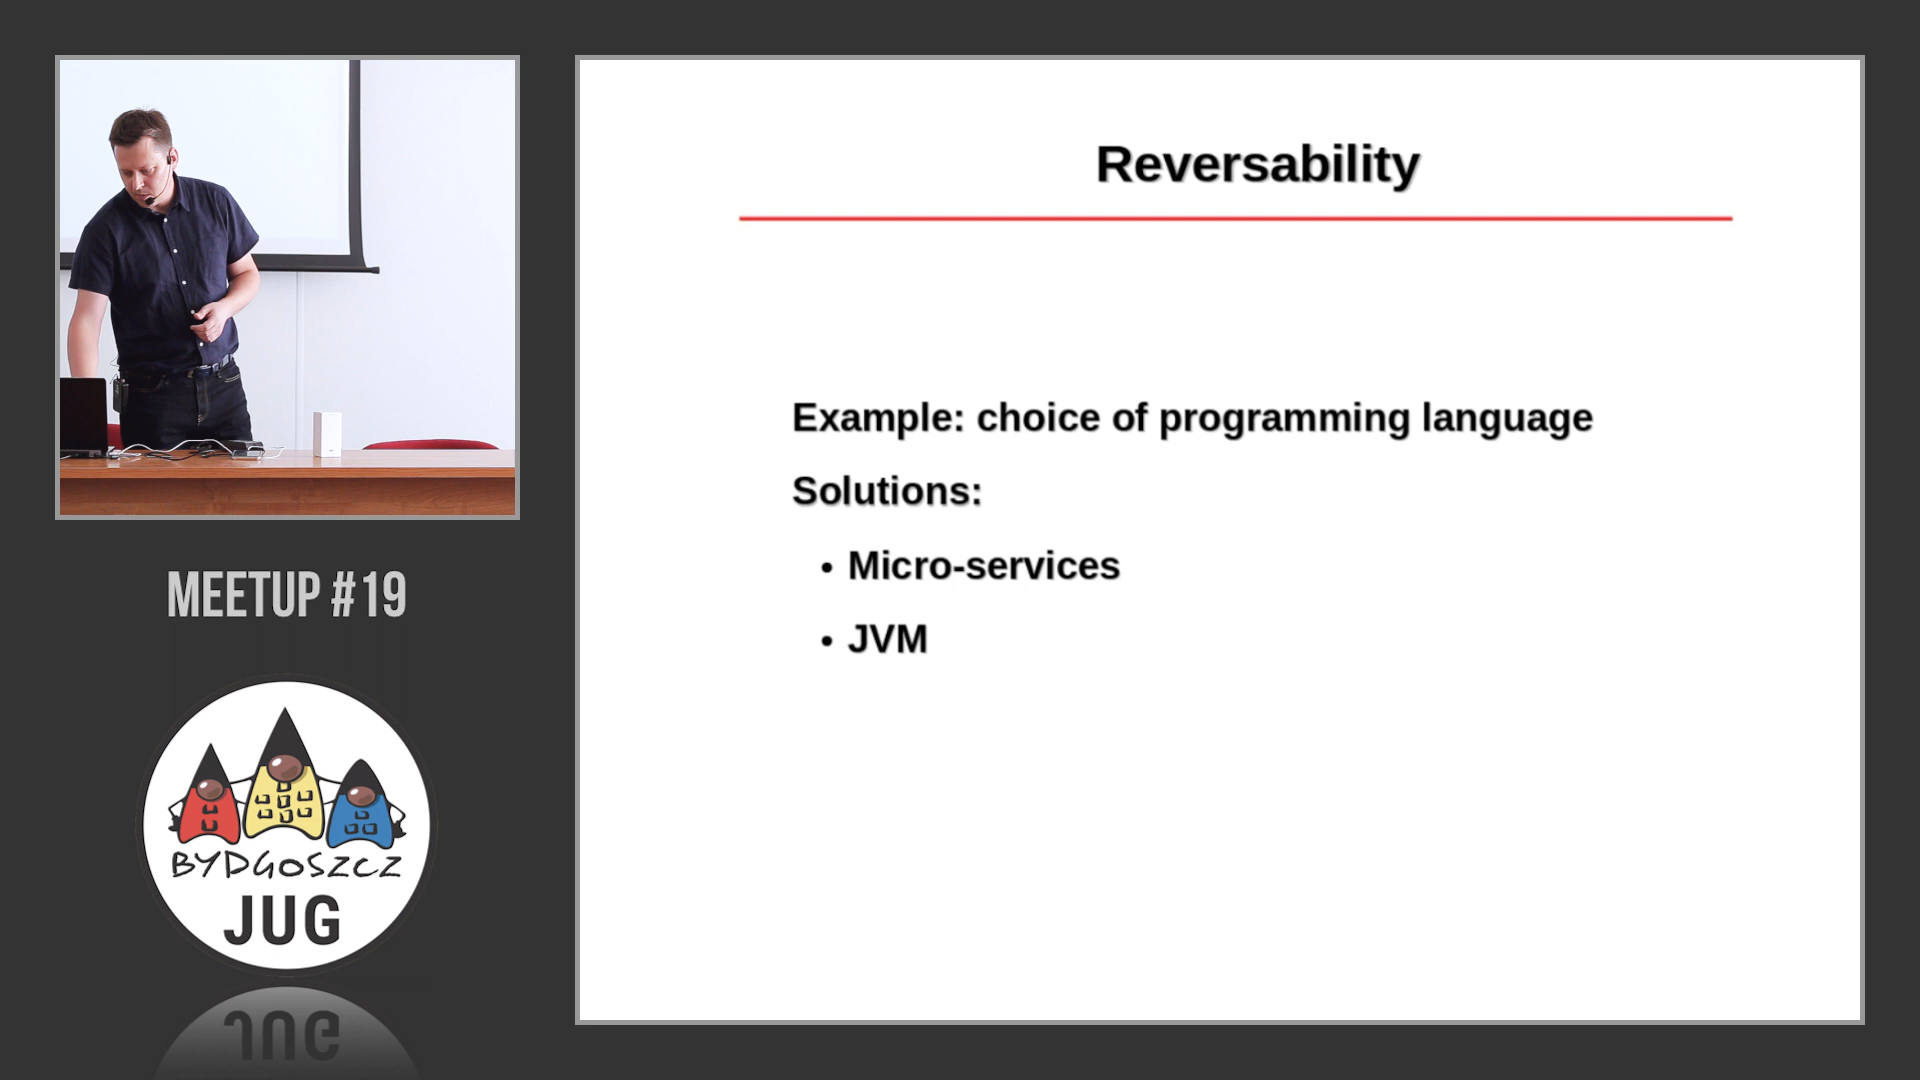 Reversability
Example: choice of programming language
Solutions:
• Micro-services
• JVM
MEETUP #19
BYDGOSZCZ
JUG